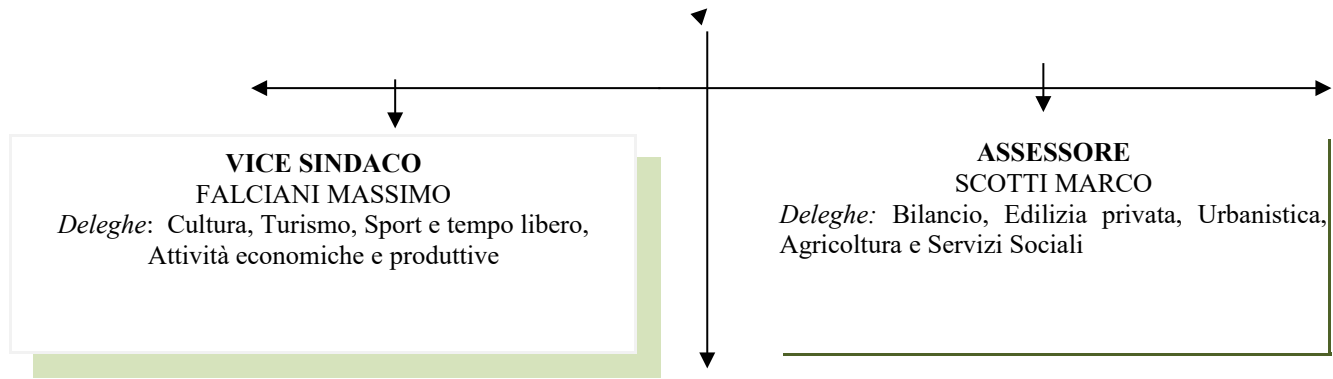 VICE SINDACO
FALCIANI MASSIMO
Deleghe: Cultura, Turismo, Sport e tempo libero,
Attività economiche e produttive
ASSESSORE
SCOTTI MARCO
Deleghe: Bilancio, Edilizia privata, Urbanistica,
Agricoltura e Servizi Sociali